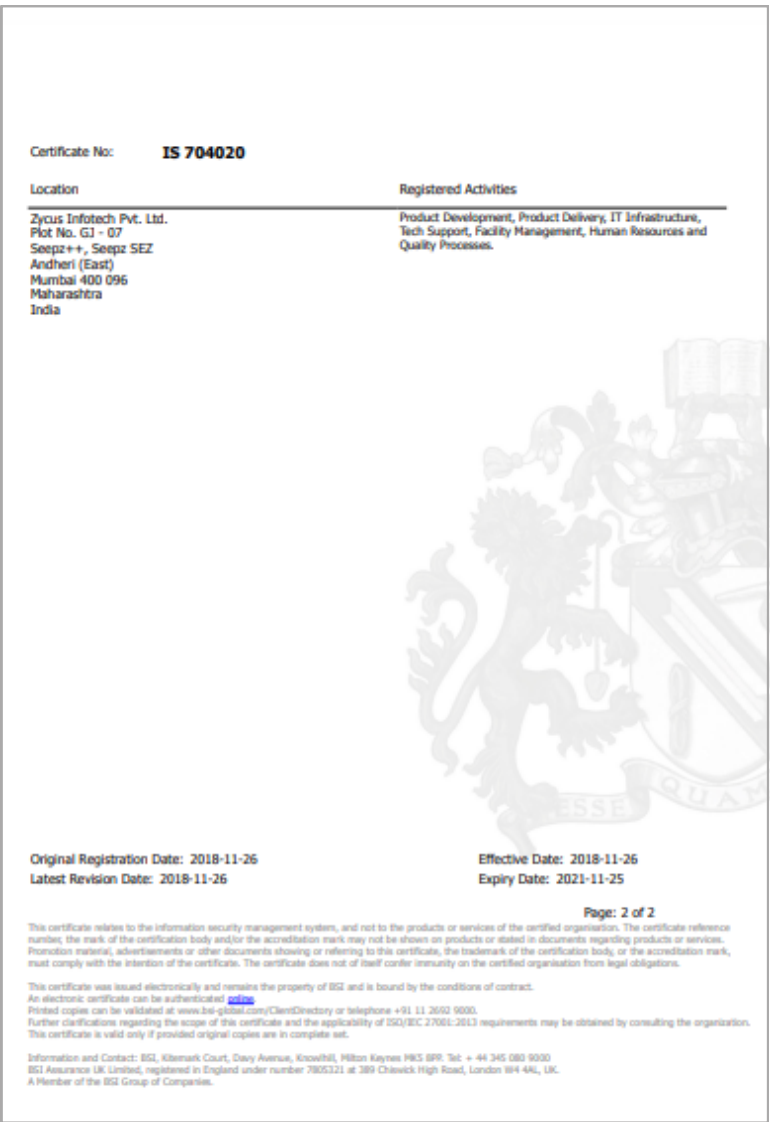 Certificate No: IS 704020
Location Registered Activities
Zycus Infotech Pvt. Ltd.
Plot No. GJ - 07
Seepz++, Seepz SEZ
Andheri (East)
Mumbai 400 096
Maharashtra
India
Product Development, Product Delivery, IT Infrastructure,
Tech Support, Facility Management, Human Resources and
Quality Processes.
ESSE QUAM
Original Registration Date: 2018-11-26 Effective Date: 2018-11-26
Latest Revision Date: 2018-11-26 Expiry Date: 2021-11-25
Page: 2 of 2
This certificate relates to the information security management system, and not to the products or services of the certified organisation. The certificate reference
number, the mark of the certification body and/or the accreditation mark may not be shown on products or stated in documents regarding products or services.
Promotion material, advertisements or other documents showing or referring to this certificate, the trademark of the certification body, or the accreditation mark,
must comply with the intention of the certificate. The certificate does not of itself confer immunity on the certified organisation from legal obligations.
This certificate was issued electronically and remains the property of BSI and is bound by the conditions of contract.
An electronic certificate can be authenticated online.
Printed copies can be validated at www.bsi-global.com/ClientDirectory or telephone +91 11 2692 9000.
Further clarifications regarding the scope of this certificate and the applicability of ISO/IEC 27001:2013 requirements may be obtained by consulting the organization.
This certificate is valid only if provided original copies are in complete set.
Information and Contact: BSI, Kitemark Court, Davy Avenue, Knowlhill, Milton Keynes MK5 8PP. Tel: + 44 345 080 9000
BSI Assurance UK Limited, registered in England under number 7805321 at 389 Chiswick High Road, London W4 4AL, UK.
A Member of the BSI Group of Companies.